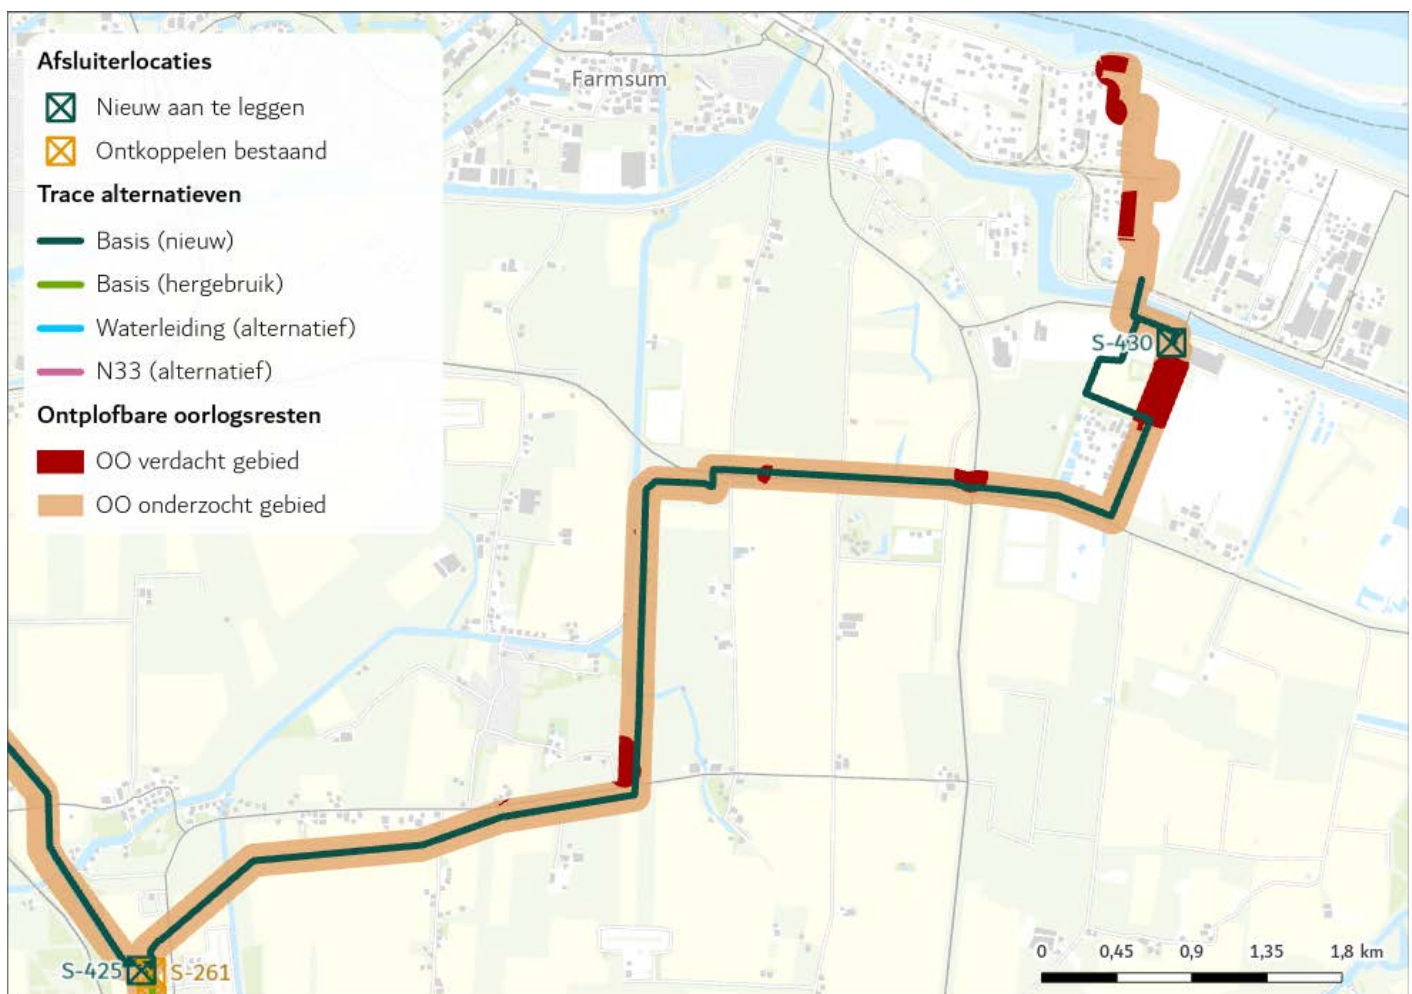 Afsluiterlocaties
Nieuw aan te leggen
Ontkoppelen bestaand
Trace alternatieven
Basis (nieuw)
Basis (hergebruik)
Waterleiding (alternatief)
N33 (alternatief)
Ontplofbare oorlogsresten
OO verdacht gebied
OO onderzocht gebied
Farmsum
S-430
S-425
S-261
0 0,45 0,9 1,35 1,8 km